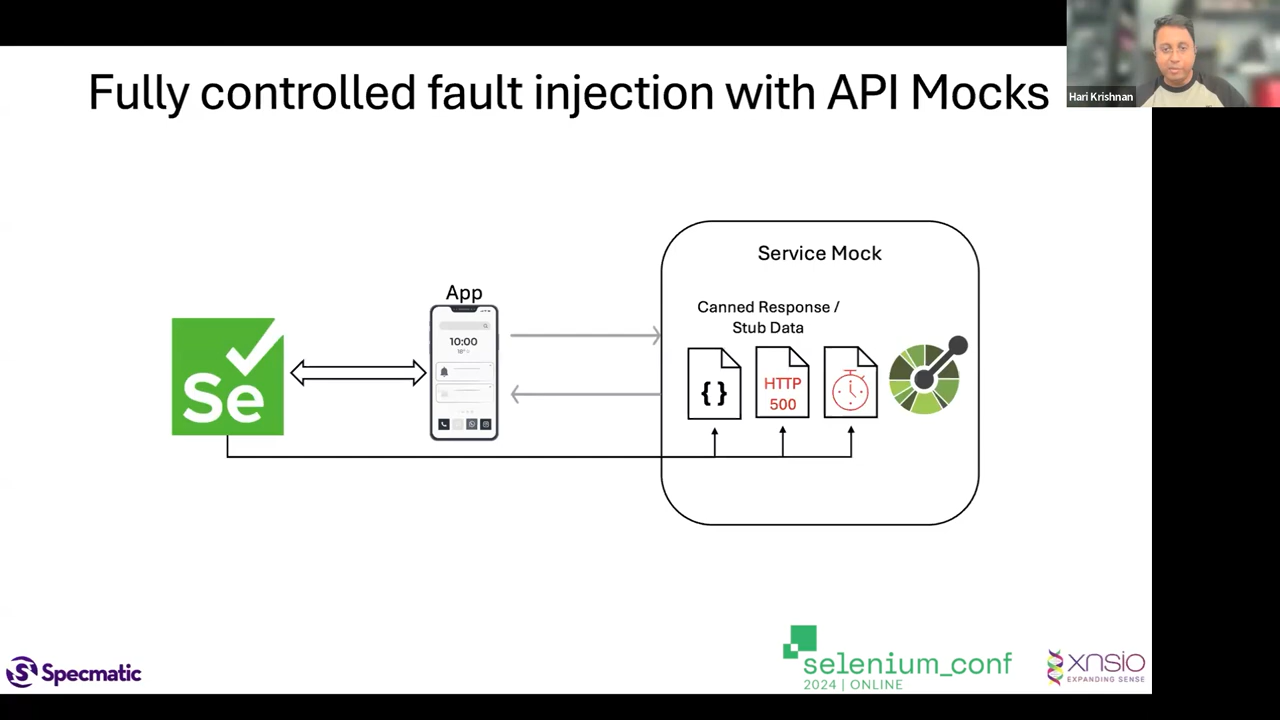 Fully controlled fault injection with API Mocks
Hari Krishnan
Service Mock
App
Canned Response /
Stub Data
10:00
{ }
HTTP
500
Se
Specmatic
selenium_conf
2024 | ONLINE
xnsio
EXPANDING SENSE